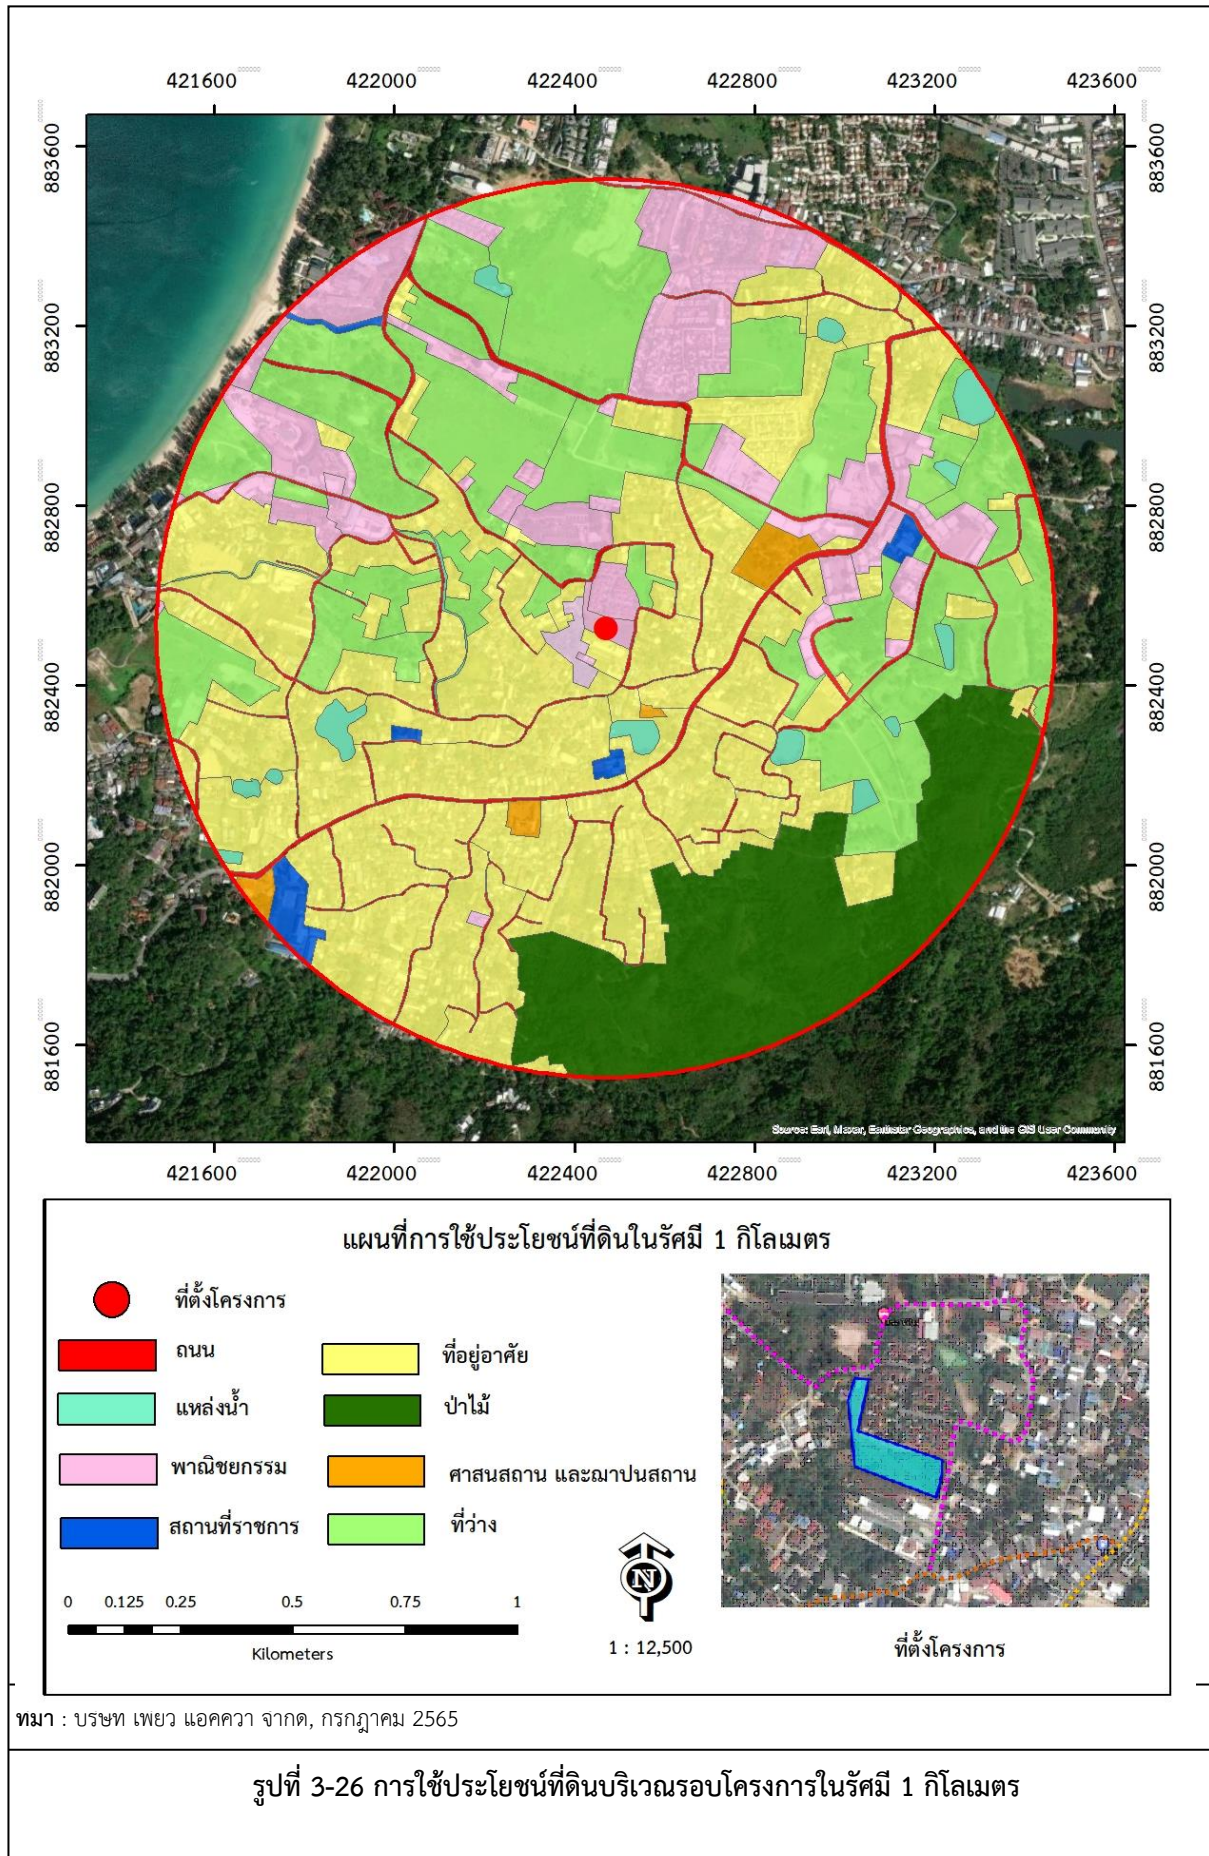 421600 422000 422400 422800 423200 423600
883600 883600
883200 883200
882800 882800
882400 882400
882000 882000
881600 881600
Source: Esri, Maxar, Earthstar Geographics, and the GIS User Community
421600 422000 422400 422800 423200 423600
แผนที่การใช้ประโยชน์ที่ดินในรัศมี 1 กิโลเมตร
ที่ตั้งโครงการ
ถนน
ที่อยู่อาศัย
แหล่งน้ำ
ป่าไม้
พาณิชยกรรม
ศาสนสถาน และฌาปนสถาน
สถานที่ราชการ
ที่ว่าง
N
0 0.125 0.25 0.5 0.75 1
Kilometers
1 : 12,500
ที่ตั้งโครงการ
ทมา : บรษท เพยว แอคควา จากด, กรกฎาคม 2565
รูปที่ 3-26 การใช้ประโยชน์ที่ดินบริเวณรอบโครงการในรัศมี 1 กิโลเมตร